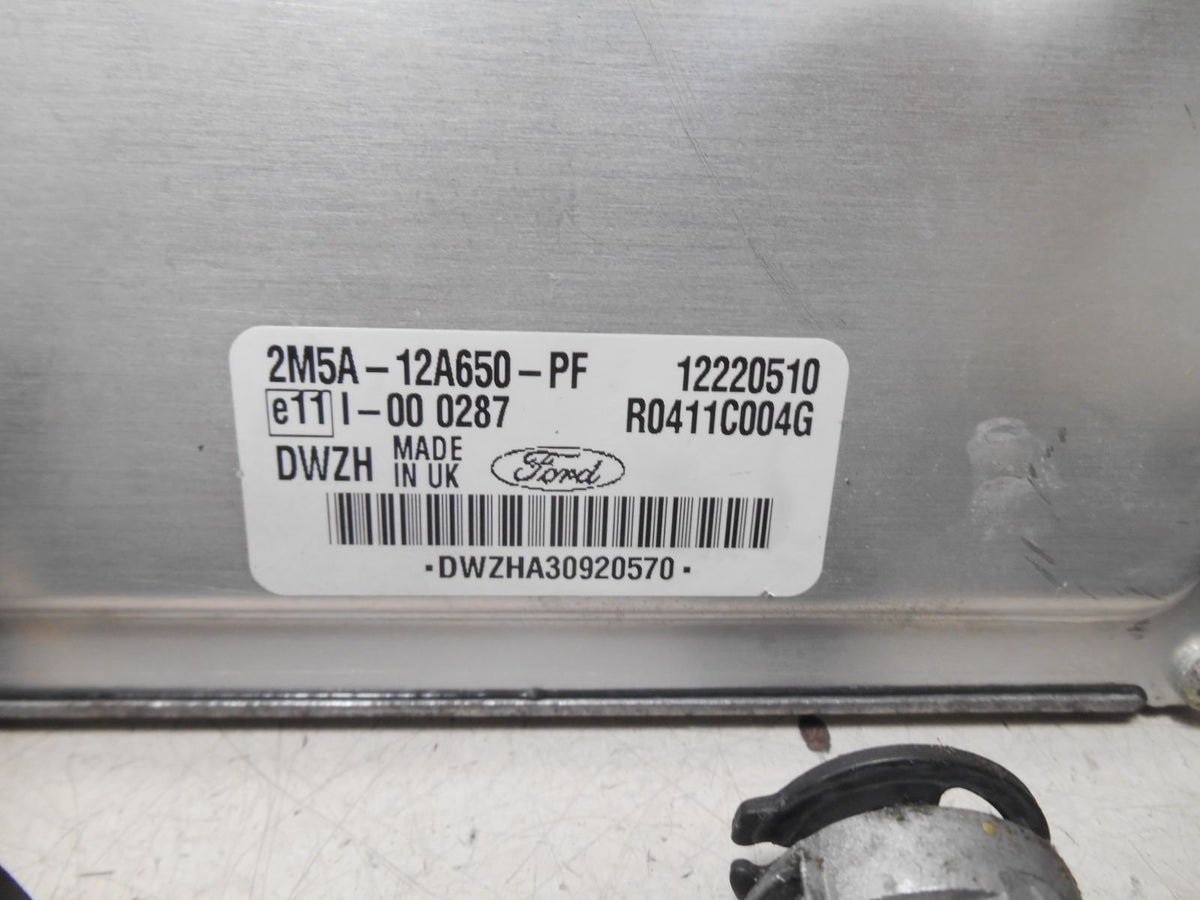 2M5A-12A650-PF 12220510
e11 I-00 0287 R0411C004G
DWZH MADE IN UK Ford
·DWZHA30920570·